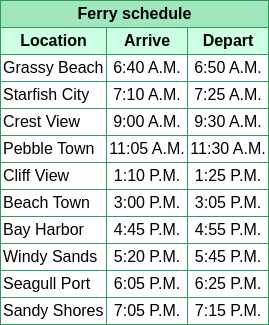 Ferry schedule
Location Arrive Depart
Grassy Beach 6:40 A.M. 6:50 A.M.
Starfish City 7:10 A.M. 7:25 A.M.
Crest View 9:00 A.M. 9:30 A.M.
Pebble Town 11:05 A.M. 11:30 A.M.
Cliff View 1:10 P.M. 1:25 P.M.
Beach Town 3:00 P.M. 3:05 P.M.
Bay Harbor 4:45 P.M. 4:55 P.M.
Windy Sands 5:20 P.M. 5:45 P.M.
Seagull Port 6:05 P.M. 6:25 P.M.
Sandy Shores 7:05 P.M. 7:15 P.M.